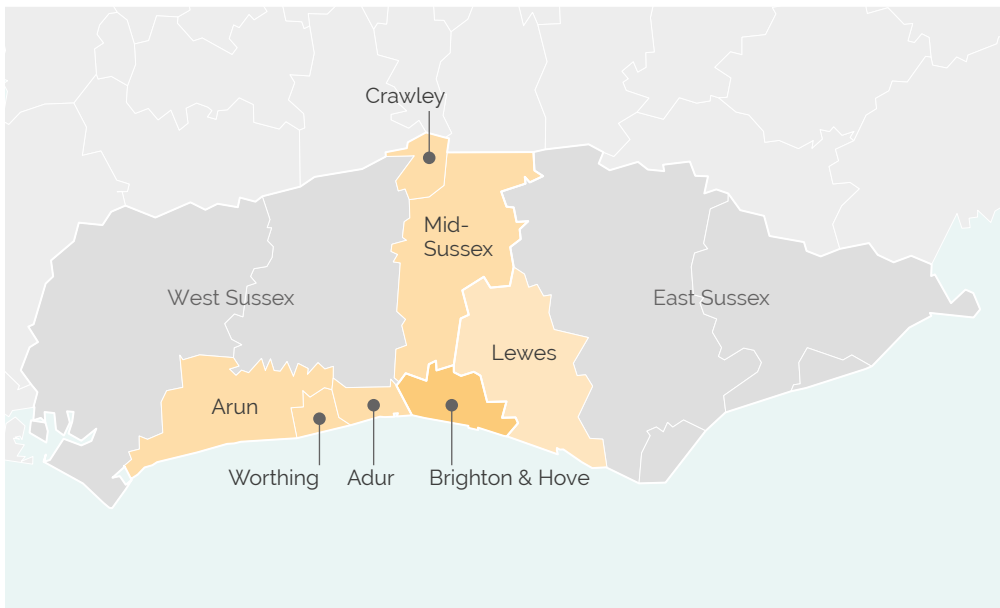 Crawley
Mid-
Sussex
West Sussex
East Sussex
Lewes
Arun
Worthing
Adur
Brighton & Hove